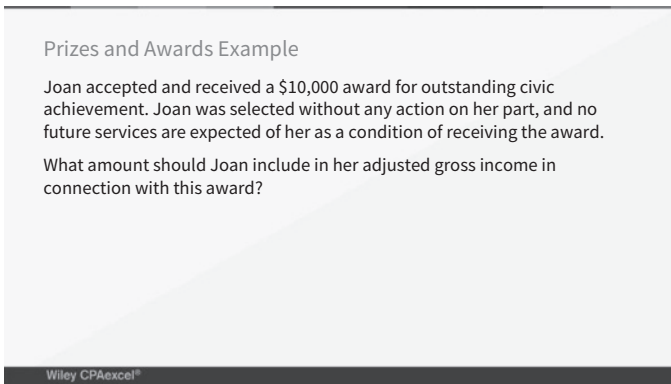 Prizes and Awards Example
Joan accepted and received a $10,000 award for outstanding civic
achievement. Joan was selected without any action on her part, and no
future services are expected of her as a condition of receiving the award.
What amount should Joan include in her adjusted gross income in
connection with this award?
Wiley CPAexcel®